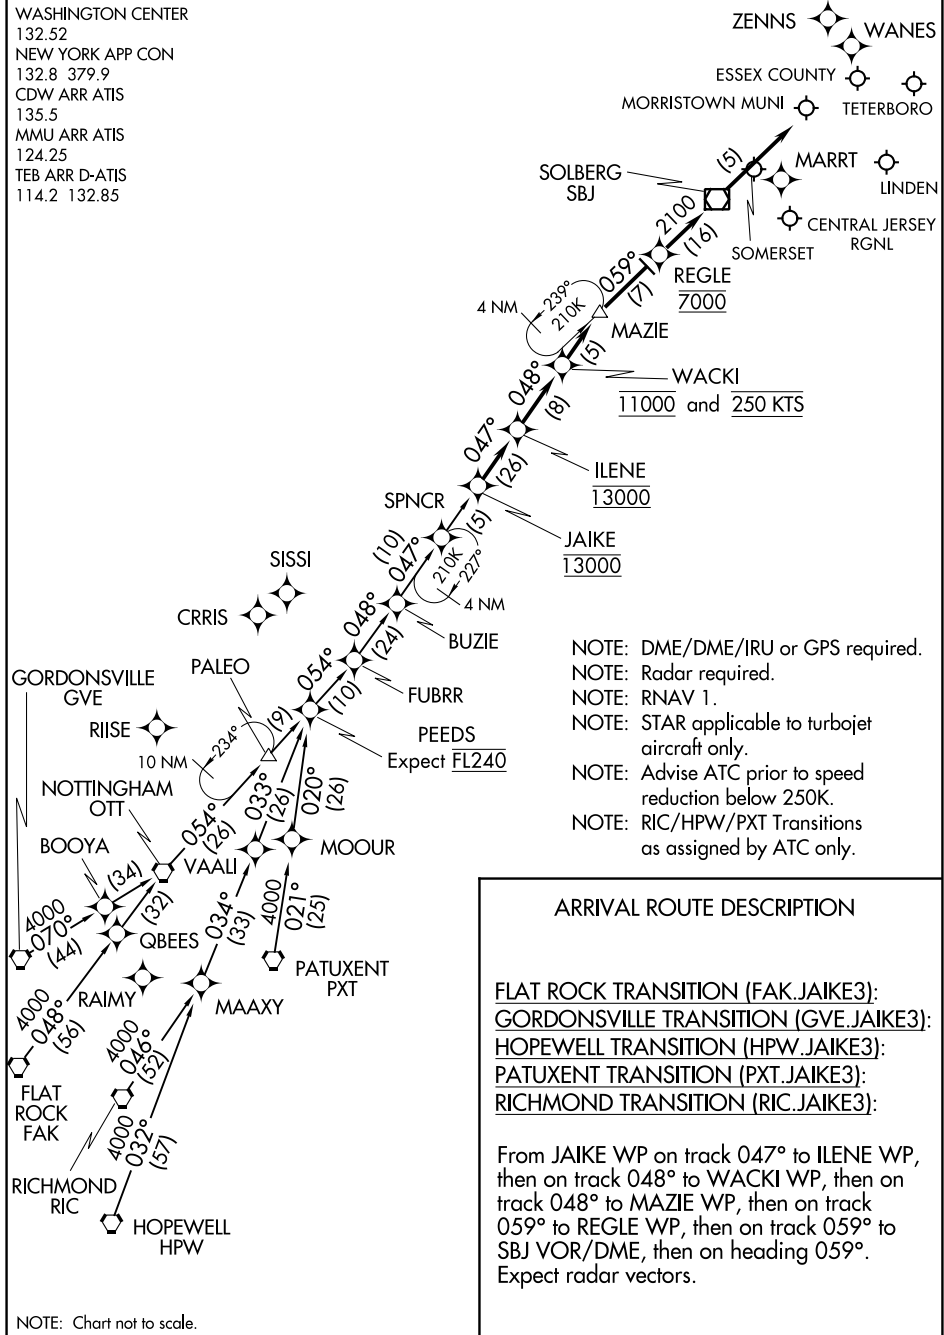 WASHINGTON CENTER
132.52
NEW YORK APP CON
132.8 379.9
CDW ARR ATIS
135.5
MMU ARR ATIS
124.25
TEB ARR D-ATIS
114.2 132.85
ZENNS
WANES
ESSEX COUNTY
TETERBORO
MORRISTOWN MUNI
(5)
MARRT
LINDEN
SOLBERG
SBJ
CENTRAL JERSEY
RGNL
SOMERSET
2100
(16)
REGLE
7000
059°
(7)
4 NM
239°
210K
MAZIE
(5)
WACKI
11000 and 250 KTS
048°
(8)
047°
(26)
ILENE
13000
SPNCR
(5)
JAIKE
13000
(10)
047°
210K
227°
4 NM
SISSI
CRRIS
048°
(24)
BUZIE
PALEO
054°
(10)
FUBRR
GORDONSVILLE
GVE
RIISE
(9)
PEEDS
Expect FL240
10 NM
234°
NOTTINGHAM
OTT
033°
(26)
020°
(26)
054°
(26)
BOOYA
VAALI
MOOUR
(34)
(32)
4000
070°
(44)
QBEES
034°
(33)
4000
021°
(25)
RAIMY
MAAXY
PATUXENT
PXT
4000
048°
(56)
4000
046°
(52)
FLAT
ROCK
FAK
4000
032°
(57)
RICHMOND
RIC
HOPEWELL
HPW
NOTE: DME/DME/IRU or GPS required.
NOTE: Radar required.
NOTE: RNAV 1.
NOTE: STAR applicable to turbojet
aircraft only.
NOTE: Advise ATC prior to speed
reduction below 250K.
NOTE: RIC/HPW/PXT Transitions
as assigned by ATC only.
ARRIVAL ROUTE DESCRIPTION
FLAT ROCK TRANSITION (FAK.JAIKE3):
GORDONSVILLE TRANSITION (GVE.JAIKE3):
HOPEWELL TRANSITION (HPW.JAIKE3):
PATUXENT TRANSITION (PXT.JAIKE3):
RICHMOND TRANSITION (RIC.JAIKE3):
From JAIKE WP on track 047° to ILENE WP,
then on track 048° to WACKI WP, then on
track 048° to MAZIE WP, then on track
059° to REGLE WP, then on track 059° to
SBJ VOR/DME, then on heading 059°.
Expect radar vectors.
NOTE: Chart not to scale.